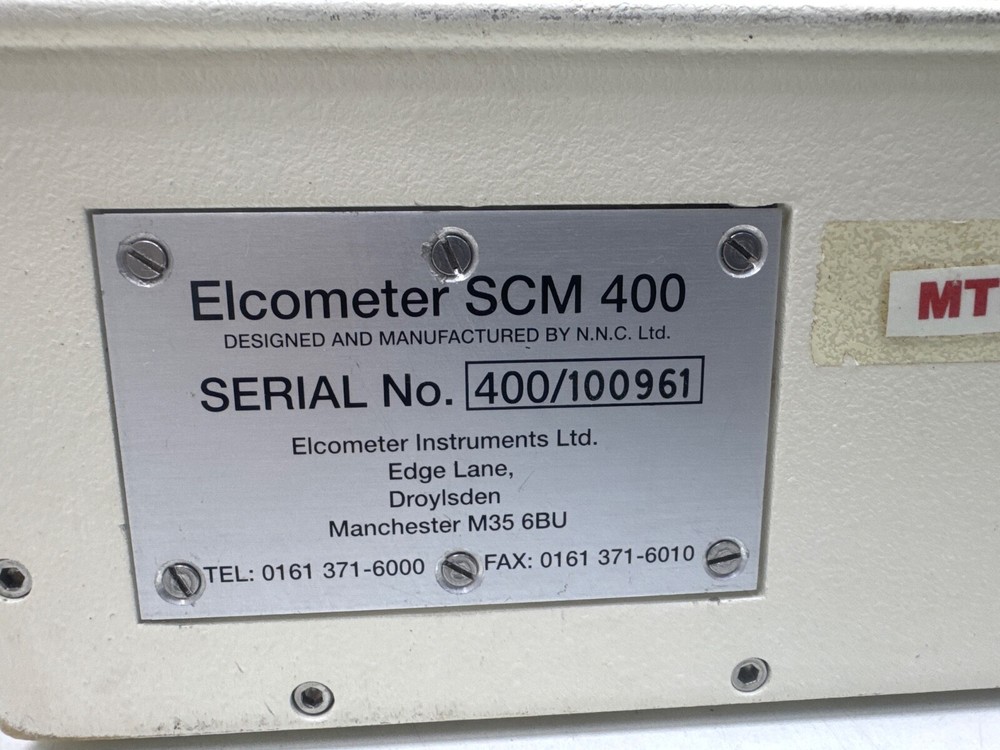 Elcometer SCM 400
DESIGNED AND MANUFACTURED BY N.N.C. Ltd.
SERIAL No. 400/100961
Elcometer Instruments Ltd.
Edge Lane,
Droylsden
Manchester M35 6BU
TEL: 0161 371-6000 FAX: 0161 371-6010
MT